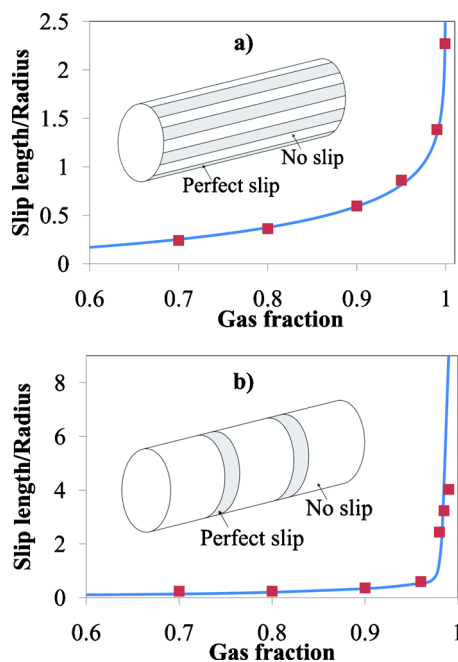 a)
Slip length/Radius
2.5
2
1.5
1
0.5
0
No slip
Perfect slip
0.6 0.7 0.8 0.9 1
Gas fraction
b)
Slip length/Radius
8
6
4
2
0
No slip
Perfect slip
0.6 0.7 0.8 0.9 1
Gas fraction